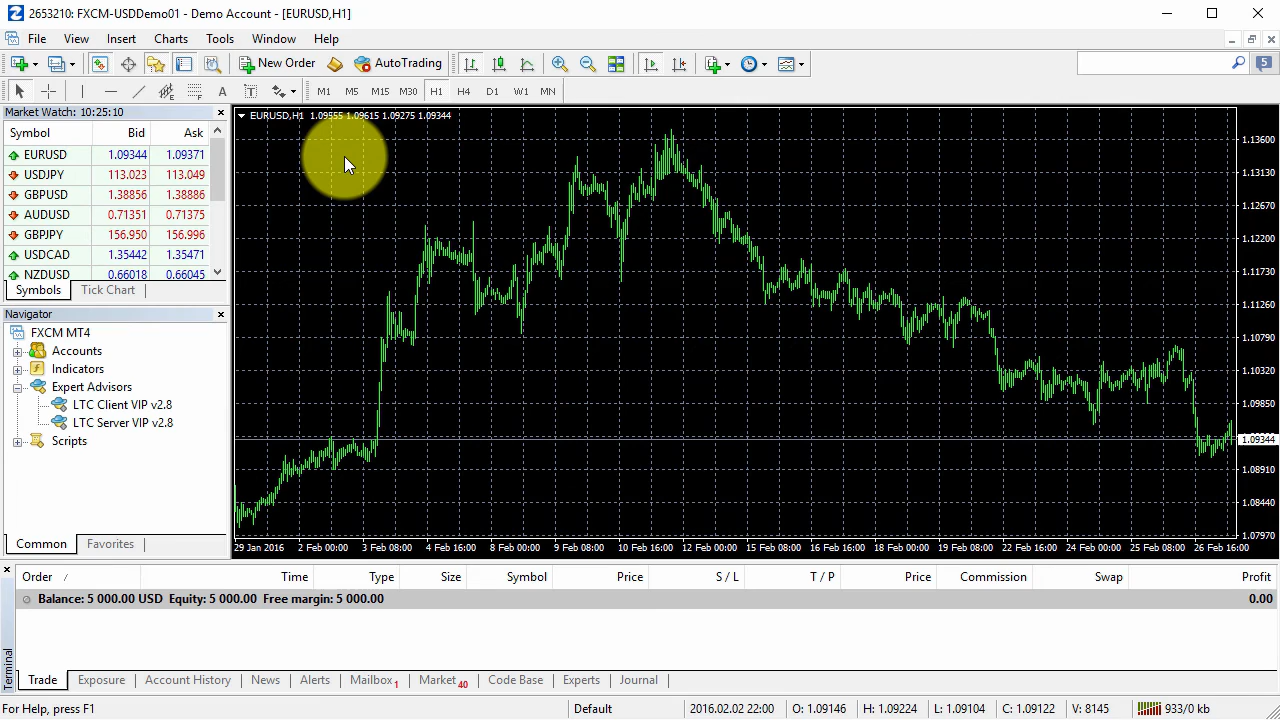 2653210: FXCM-USDDemo01 - Demo Account - [EURUSD,H1]
File View Insert Charts Tools Window Help
New Order AutoTrading 5
A T M1 M5 M15 M30 H1 H4 D1 W1 MN
Market Watch: 10:25:10
Symbol Bid Ask
EURUSD 1.09344 1.09371
USDJPY 113.023 113.049
GBPUSD 1.38856 1.38886
AUDUSD 0.71351 0.71375
GBPJPY 156.950 156.996
USDCAD 1.35442 1.35471
NZDUSD 0.66018 0.66045
Symbols Tick Chart
Navigator
FXCM MT4
Accounts
Indicators
Expert Advisors
LTC Client VIP v2.8
LTC Server VIP v2.8
Scripts
Common Favorites
EURUSD,H1 1.09555 1.09615 1.09275 1.09344
1.13600
1.13130
1.12670
1.12200
1.11730
1.11260
1.10790
1.10320
1.09850
1.09344
1.08910
1.08440
1.07970
29 Jan 2016 2 Feb 00:00 3 Feb 08:00 4 Feb 16:00 8 Feb 00:00 9 Feb 08:00 10 Feb 16:00 12 Feb 00:00 15 Feb 08:00 16 Feb 16:00 18 Feb 00:00 19 Feb 08:00 22 Feb 16:00 24 Feb 00:00 25 Feb 08:00 26 Feb 16:00
Order / Time Type Size Symbol Price S / L T / P Price Commission Swap Profit
Balance: 5 000.00 USD Equity: 5 000.00 Free margin: 5 000.00 0.00
Terminal
Trade Exposure Account History News Alerts Mailbox 1 Market 40 Code Base Experts Journal
For Help, press F1 Default 2016.02.02 22:00 O: 1.09146 H: 1.09224 L: 1.09104 C: 1.09122 V: 8145 933/0 kb